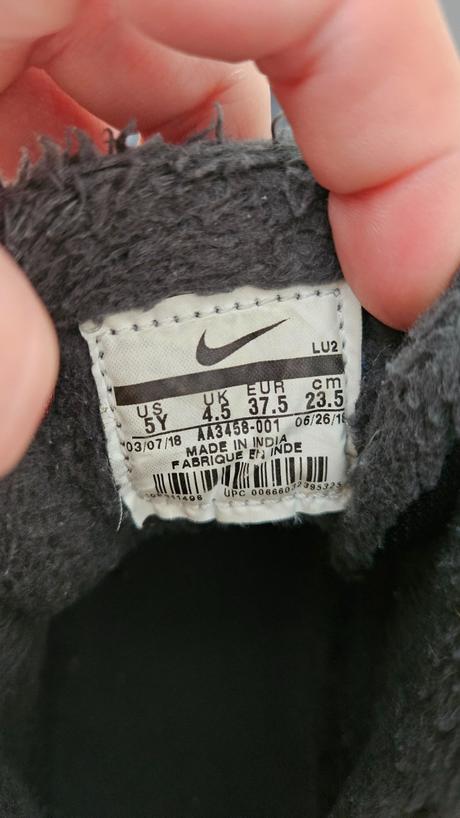 LU2
US UK EUR cm
5Y 4.5 37.5 23.5
03/07/18 AA3458-001 06/26/18
MADE IN INDIA
FABRIQUE EN INDE
UPC